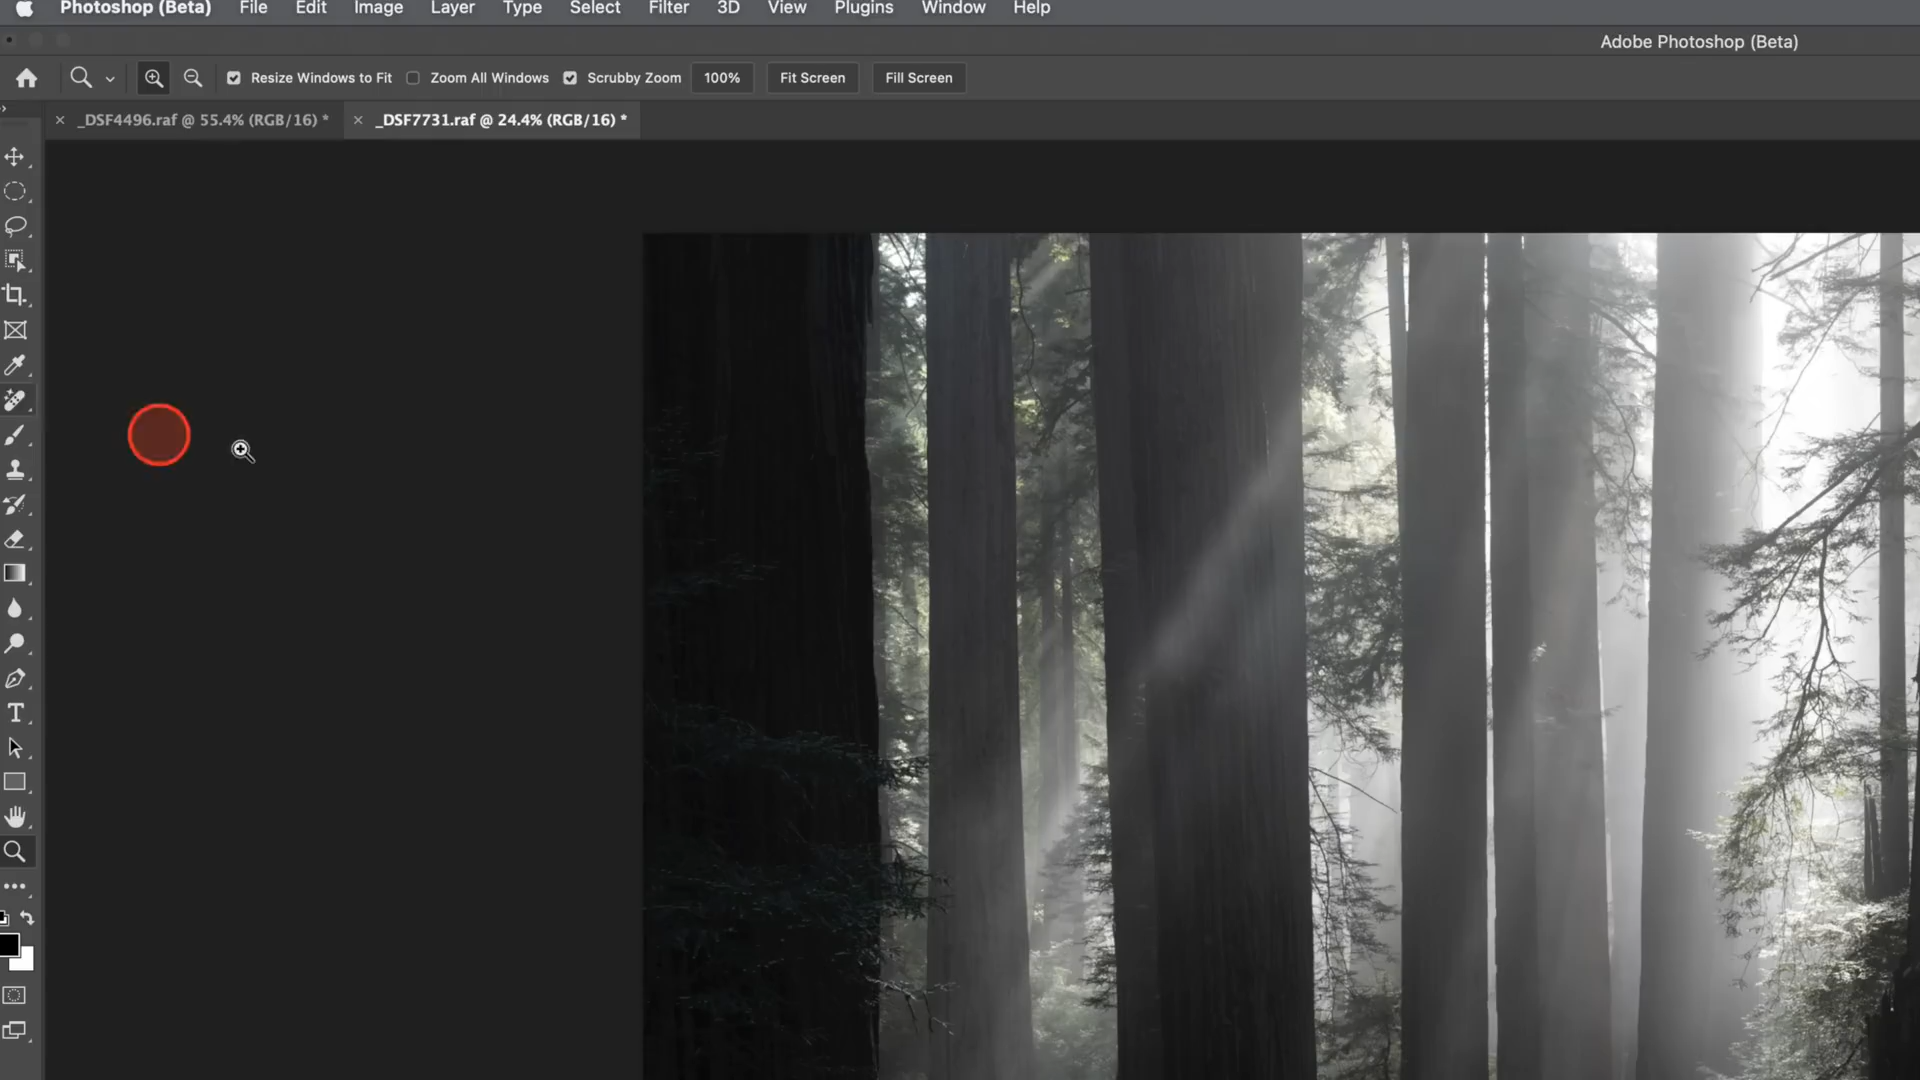 Photoshop (Beta) File Edit Image Layer Type Select Filter 3D View Plugins Window Help
Adobe Photoshop (Beta)
Resize Windows to Fit Zoom All Windows Scrubby Zoom 100% Fit Screen Fill Screen
_DSF4496.raf @ 55.4% (RGB/16) * _DSF7731.raf @ 24.4% (RGB/16) *